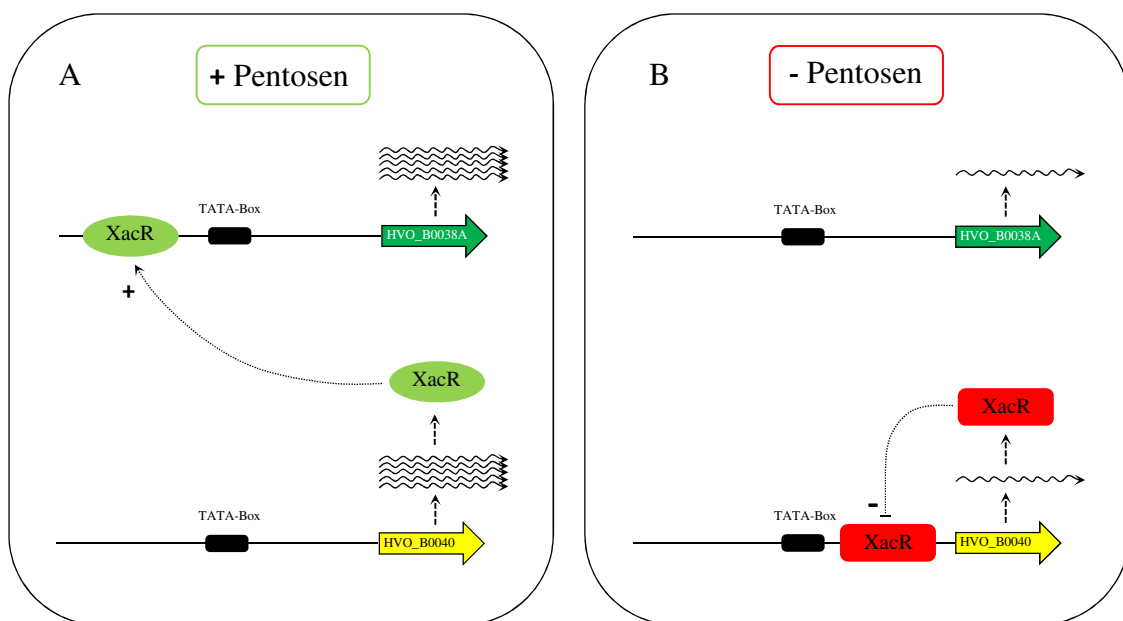 A
+ Pentosen
XacR
TATA-Box
HVO_B0038A
+
XacR
TATA-Box
HVO_B0040
B
- Pentosen
TATA-Box
HVO_B0038A
XacR
-
TATA-Box
XacR
HVO_B0040